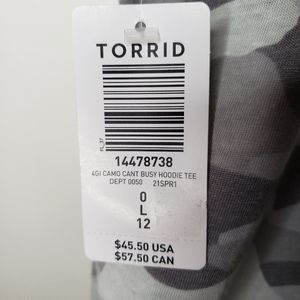 TORRID
14478738
4GI CAMO CANT BUSY HOODIE TEE
DEPT 0050 21SPR1
0
L
12
$45.50 USA
$57.50 CAN